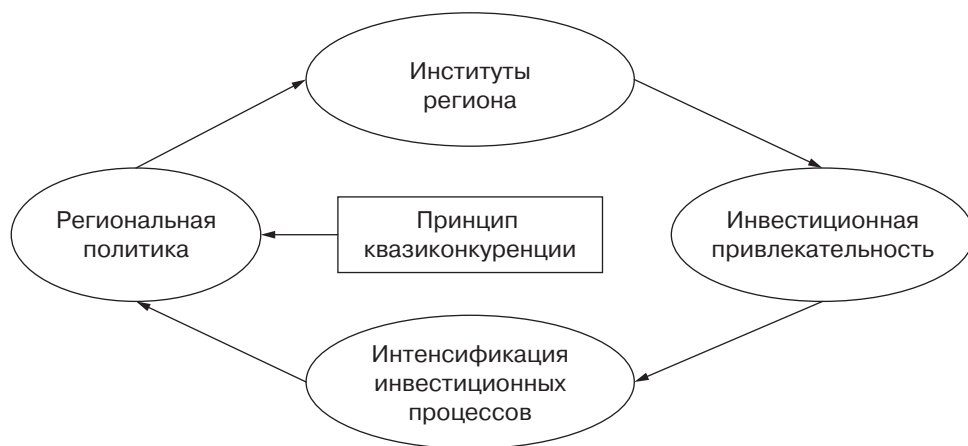 Институты
региона
Региональная
политика
Принцип
квазиконкуренции
Инвестиционная
привлекательность
Интенсификация
инвестиционных
процессов